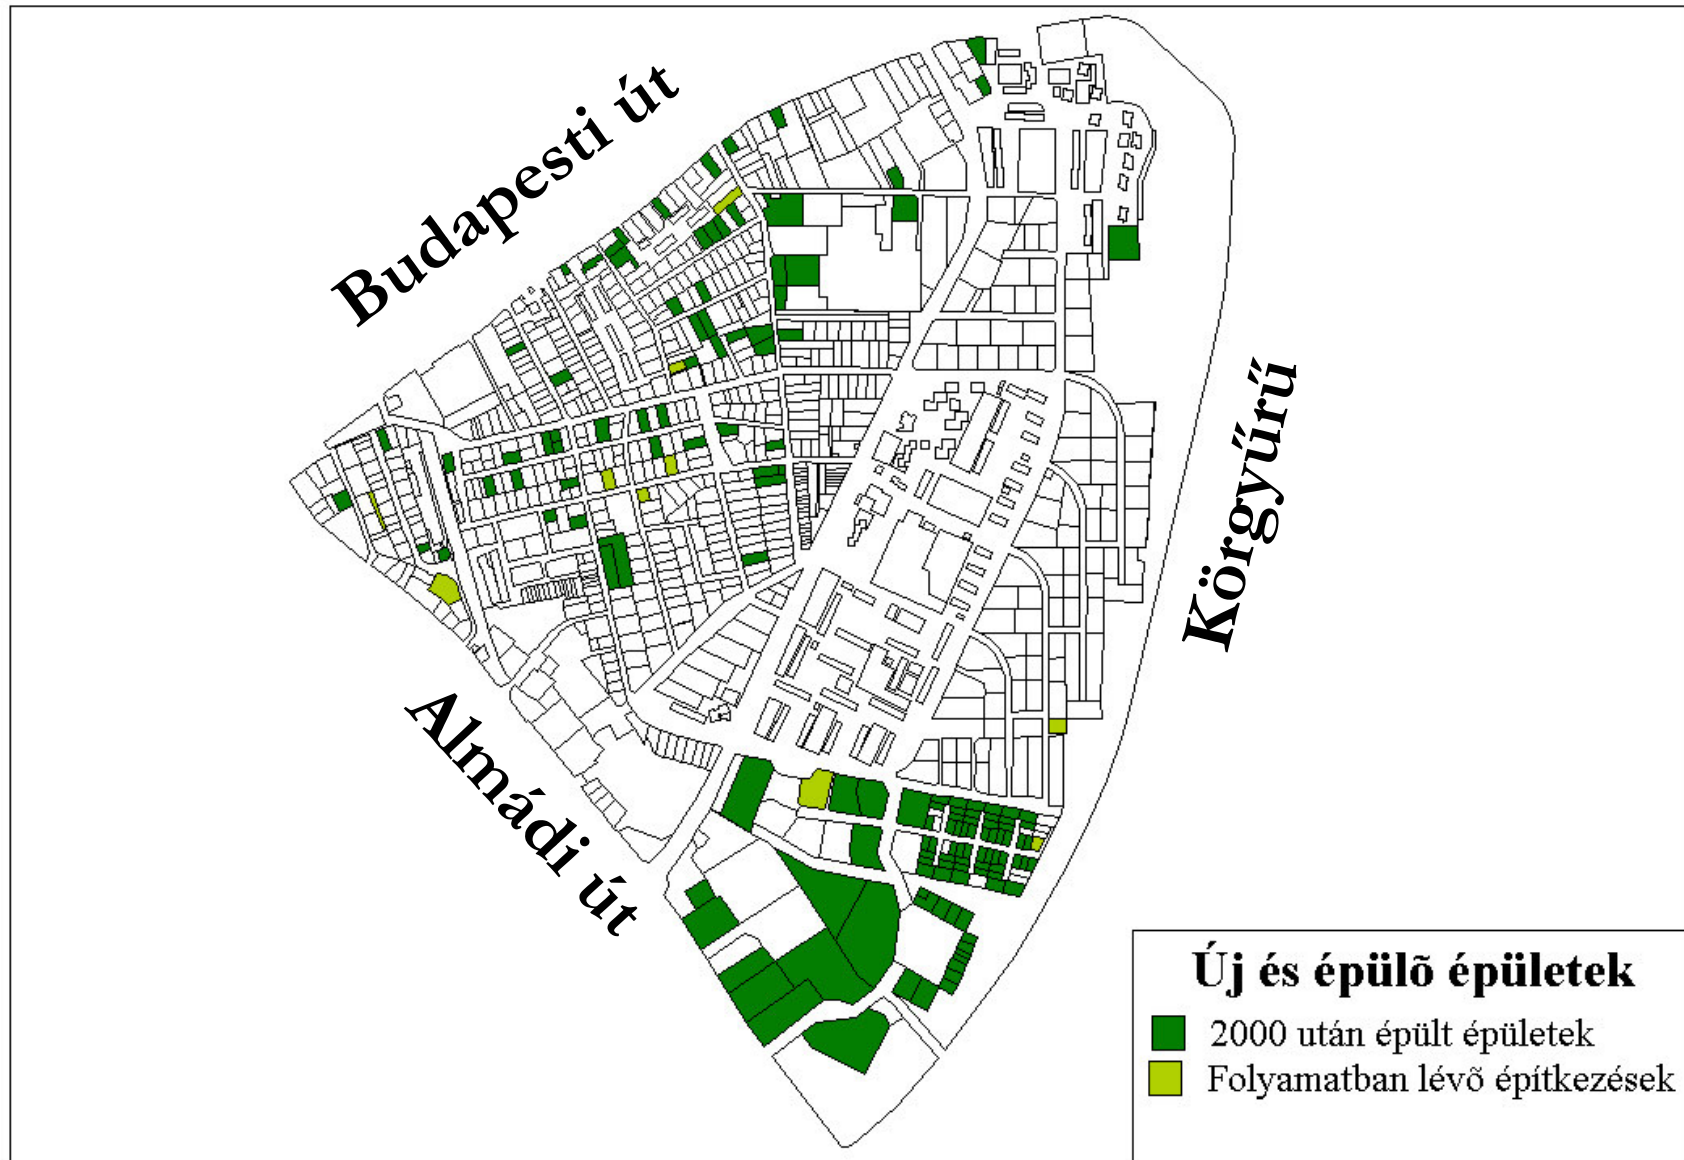 Budapesti út
Körgyűrű
Almádi út
Új és épülõ épületek
2000 után épült épületek
Folyamatban lévõ építkezések